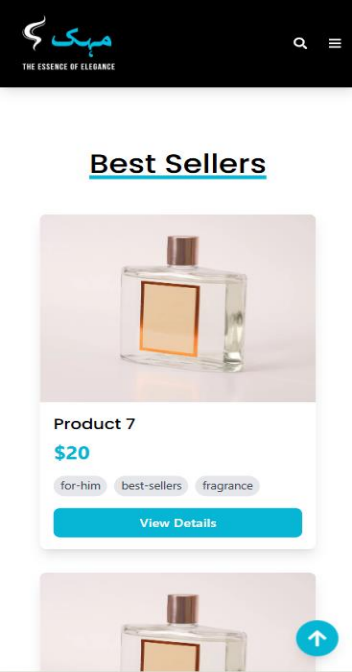 مہک
THE ESSENCE OF ELEGANCE
Best Sellers
Product 7
$20
for-him best-sellers fragrance
View Details